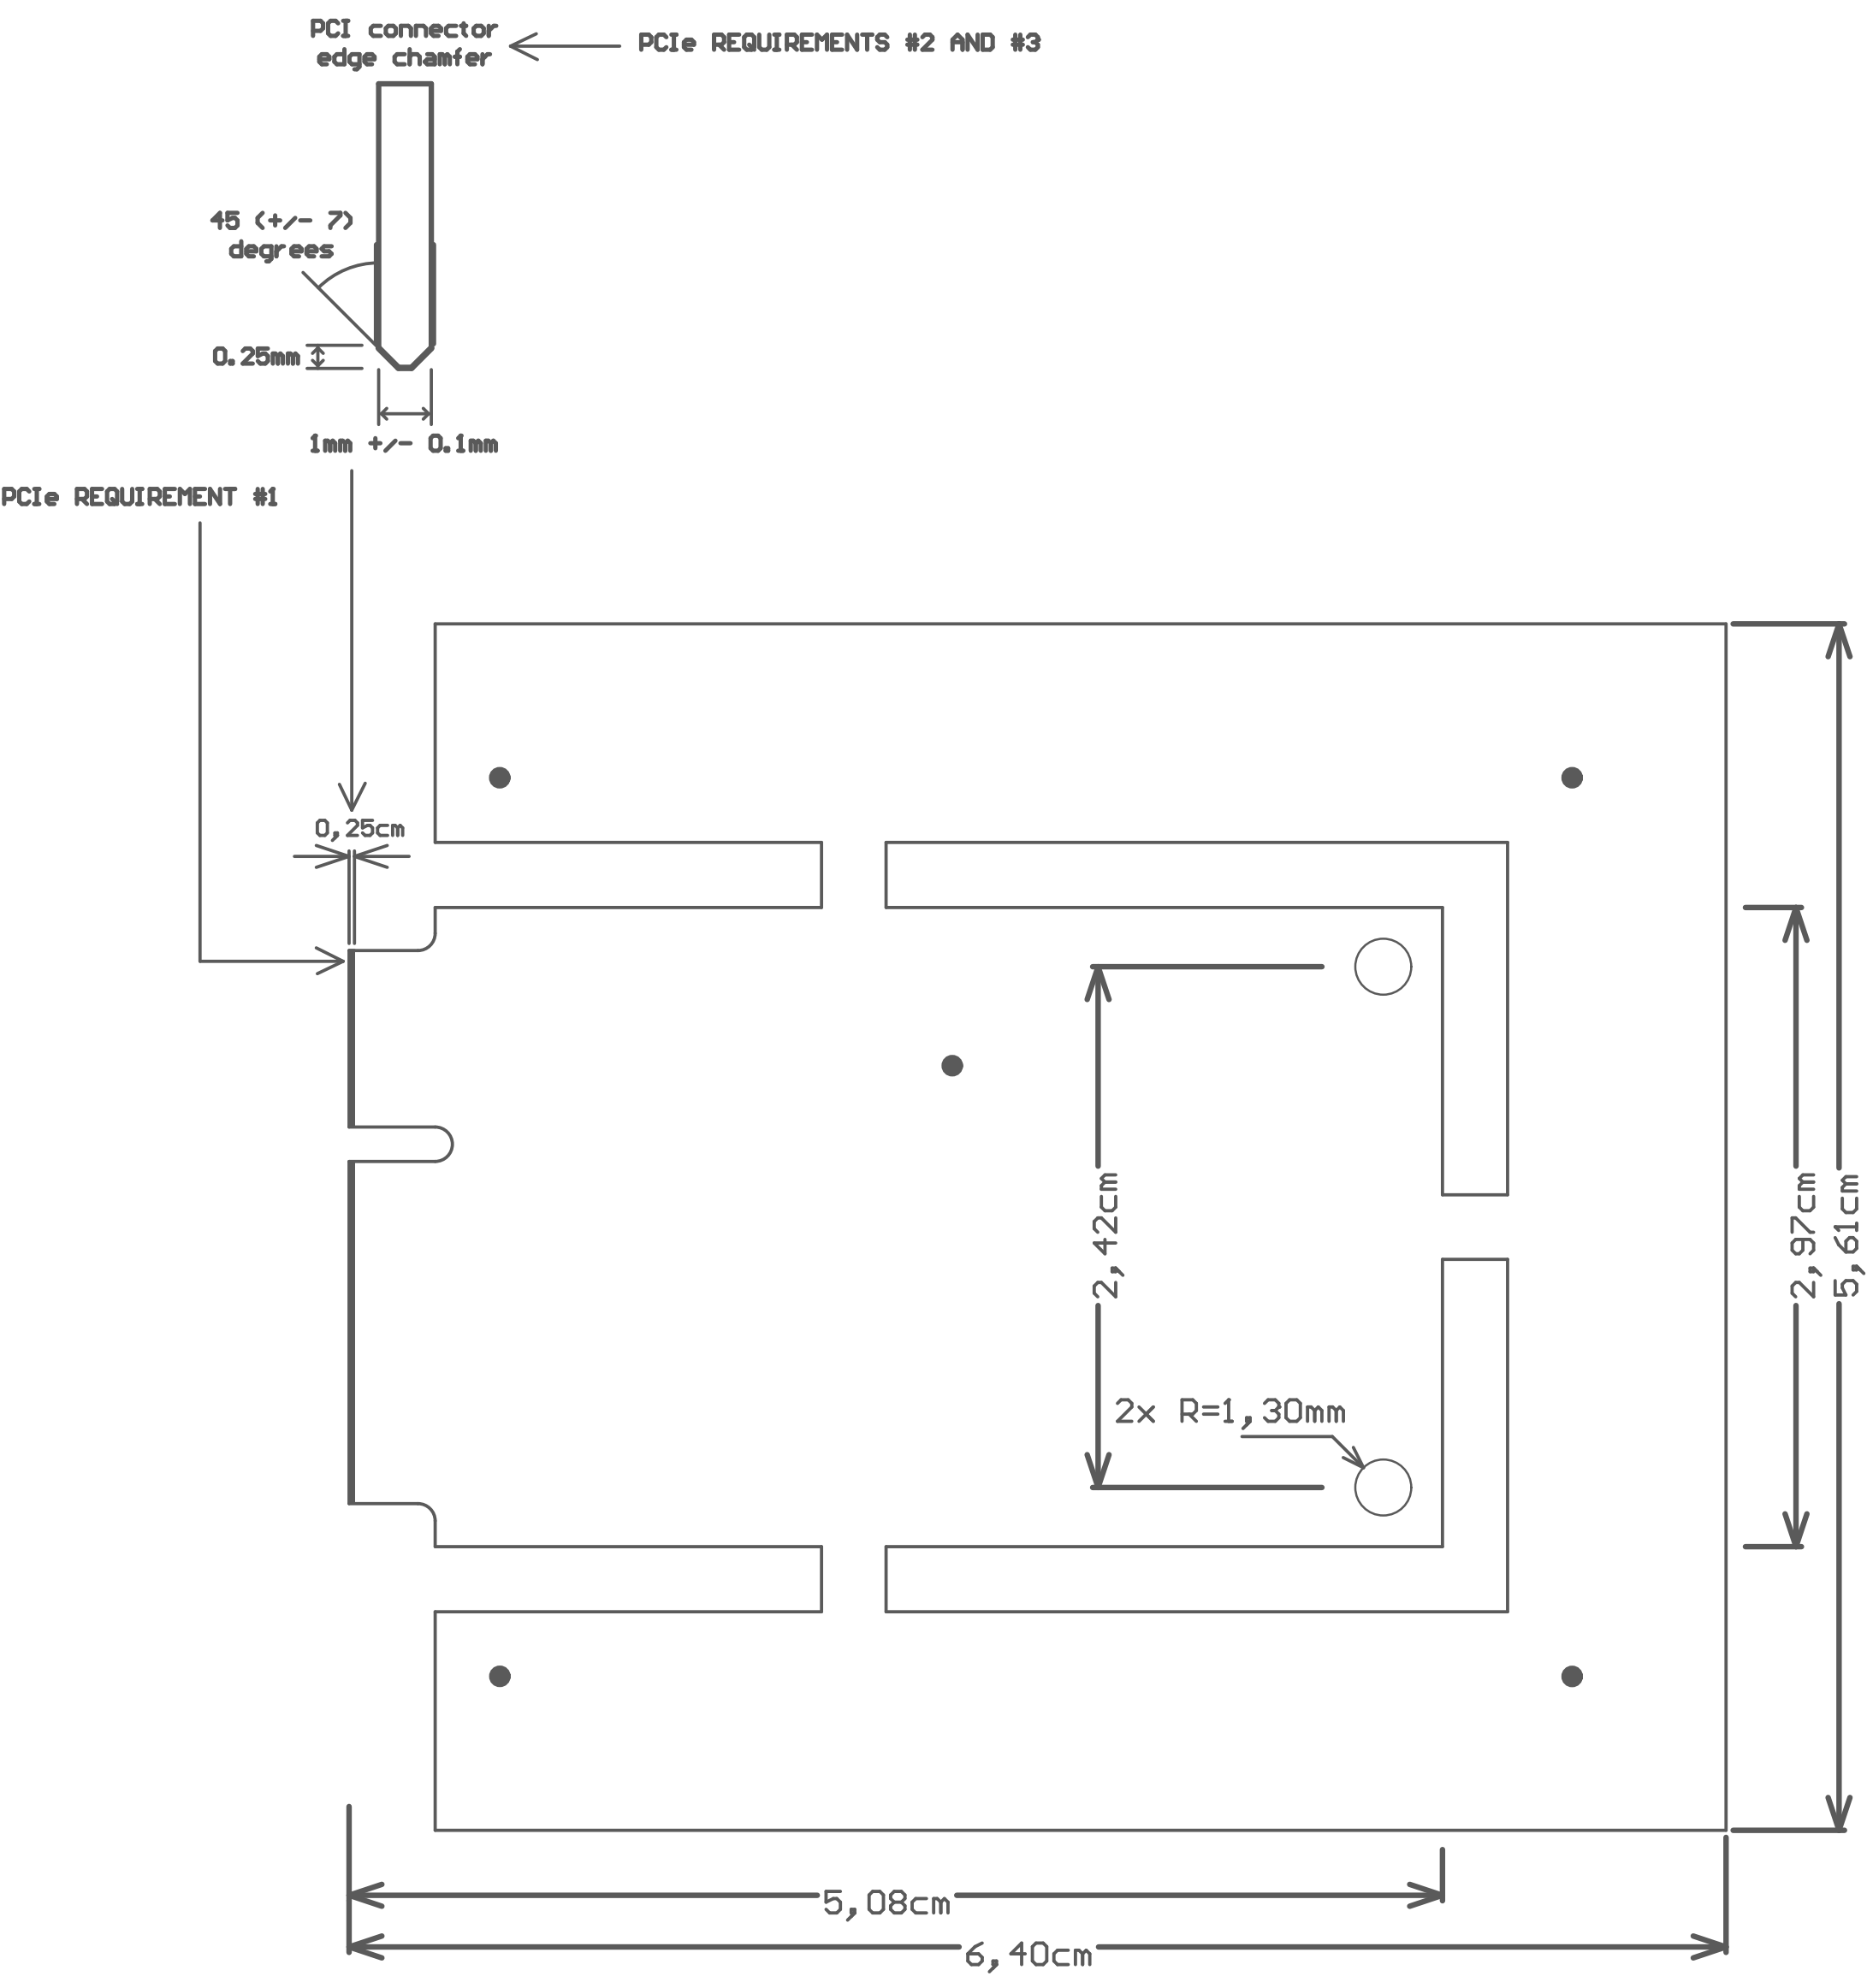 PCI connector
edge chamfer
PCIe REQUIREMENTS #2 AND #3
45 (+/- 7)
degrees
0.25mm
1mm +/- 0.1mm
PCIe REQUIREMENT #1
0,25cm
2,42cm
2,97cm
5,61cm
2x R=1,30mm
5,08cm
6,40cm